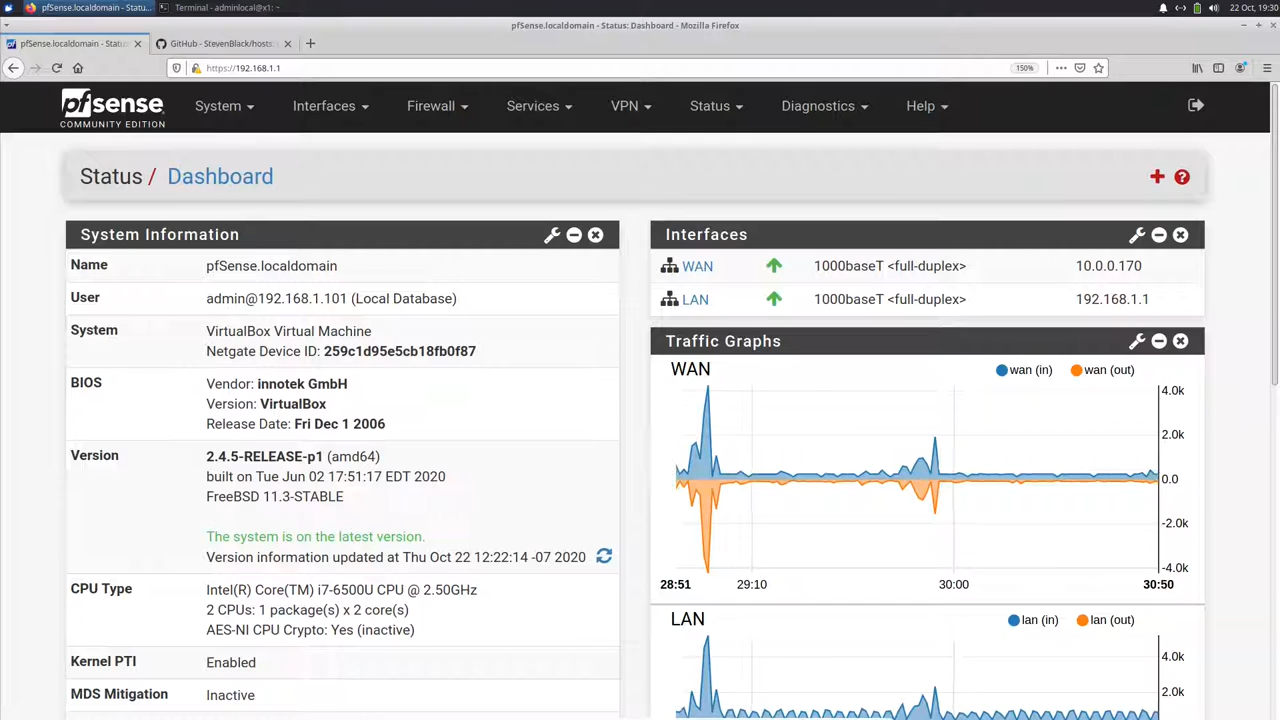 pfSense.localdomain - Statu...
Terminal - adminlocal@x1: ~
22 Oct, 19:30
pfSense.localdomain - Status: Dashboard - Mozilla Firefox
pfSense.localdomain - Status
GitHub - StevenBlack/hosts:
https://192.168.1.1
150%
pfsense
COMMUNITY EDITION
System
Interfaces
Firewall
Services
VPN
Status
Diagnostics
Help
Status / Dashboard
System Information
Name pfSense.localdomain
User admin@192.168.1.101 (Local Database)
System VirtualBox Virtual Machine
Netgate Device ID: 259c1d95e5cb18fb0f87
BIOS Vendor: innotek GmbH
Version: VirtualBox
Release Date: Fri Dec 1 2006
Version 2.4.5-RELEASE-p1 (amd64)
built on Tue Jun 02 17:51:17 EDT 2020
FreeBSD 11.3-STABLE
The system is on the latest version.
Version information updated at Thu Oct 22 12:22:14 -07 2020
CPU Type Intel(R) Core(TM) i7-6500U CPU @ 2.50GHz
2 CPUs: 1 package(s) x 2 core(s)
AES-NI CPU Crypto: Yes (inactive)
Kernel PTI Enabled
MDS Mitigation Inactive
Interfaces
WAN 1000baseT <full-duplex> 10.0.0.170
LAN 1000baseT <full-duplex> 192.168.1.1
Traffic Graphs
WAN
wan (in) wan (out)
4.0k
2.0k
0.0
-2.0k
-4.0k
28:51 29:10 30:00 30:50
LAN
lan (in) lan (out)
4.0k
2.0k